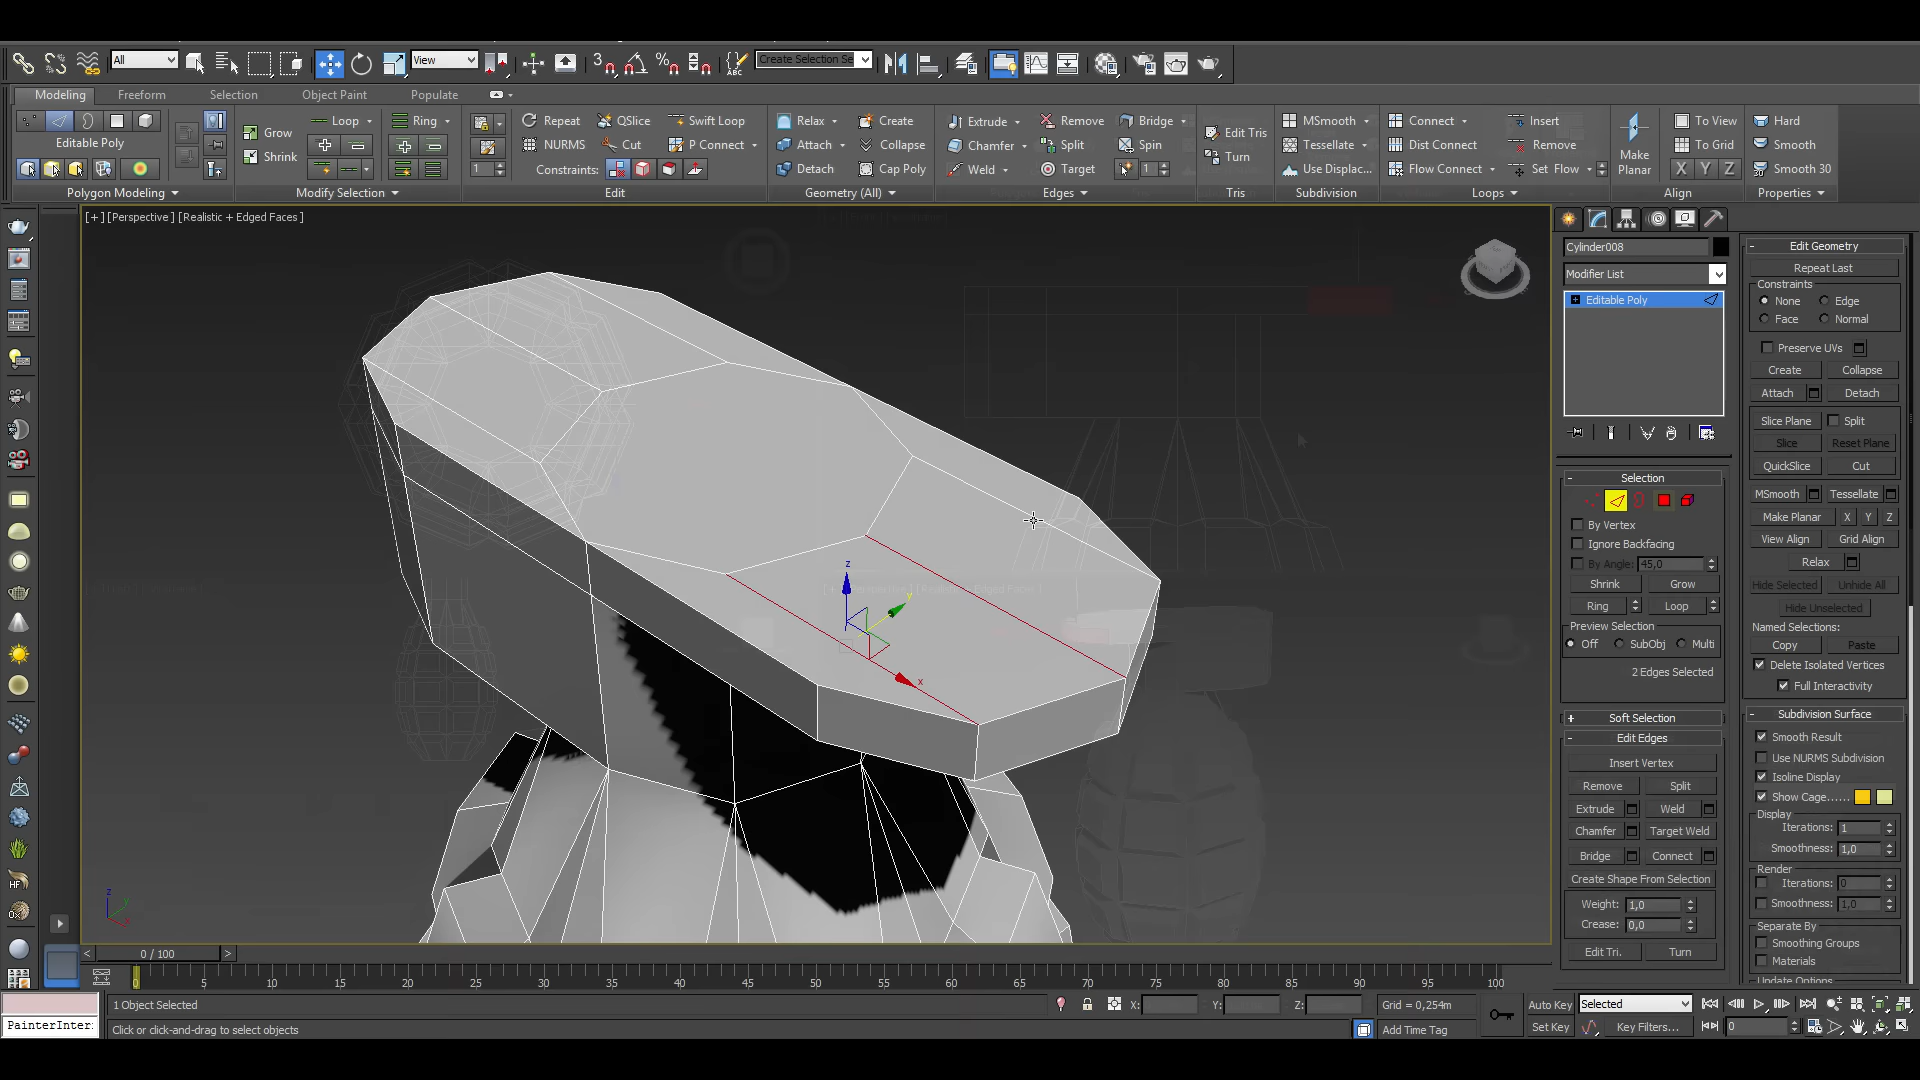 All
View
3
Create Selection Se
Modeling
Freeform
Selection
Object Paint
Populate
Loop
Ring
Repeat
QSlice
Swift Loop
Relax
Create
Extrude
Remove
Bridge
MSmooth
Connect
Insert
To View
Hard
Grow
NURMS
Cut
P Connect
Attach
Collapse
Chamfer
Split
Spin
Edit Tris
Tessellate
Dist Connect
Remove
Make Planar
To Grid
Smooth
Editable Poly
Shrink
1
Constraints:
Detach
Cap Poly
Weld
Target
1
Turn
Use Displac...
Flow Connect
Set Flow
X Y Z
Smooth 30
Polygon Modeling
Modify Selection
Edit
Geometry (All)
Edges
Tris
Subdivision
Loops
Align
Properties
[+] [Perspective ] [Realistic + Edged Faces ]
z
y
x
z
y
x
Cylinder008
Modifier List
Editable Poly
Selection
By Vertex
Ignore Backfacing
By Angle: 45,0
Shrink
Grow
Ring
Loop
Preview Selection
Off
SubObj
Multi
2 Edges Selected
Soft Selection
Edit Edges
Insert Vertex
Remove
Split
Extrude
Weld
Chamfer
Target Weld
Bridge
Connect
Create Shape From Selection
Weight: 1,0
Crease: 0,0
Edit Tri.
Turn
Edit Geometry
Repeat Last
Constraints
None
Edge
Face
Normal
Preserve UVs
Create
Collapse
Attach
Detach
Slice Plane
Split
Slice
Reset Plane
QuickSlice
Cut
MSmooth
Tessellate
Make Planar
X
Y
Z
View Align
Grid Align
Relax
Hide Selected
Unhide All
Hide Unselected
Named Selections:
Copy
Paste
Delete Isolated Vertices
Full Interactivity
Subdivision Surface
Smooth Result
Use NURMS Subdivision
Isoline Display
Show Cage......
Display
Iterations: 1
Smoothness: 1,0
Render
Iterations: 0
Smoothness: 1,0
Separate By
Smoothing Groups
Materials
Update Options
< 0 / 100 >
0 5 10 15 20 25 30 35 40 45 50 55 60 65 70 75 80 85 90 95 100
PainterInter:
1 Object Selected
Click or click-and-drag to select objects
X:
Y:
Z:
Grid = 0,254m
Add Time Tag
Auto Key
Selected
Set Key
Key Filters...
0